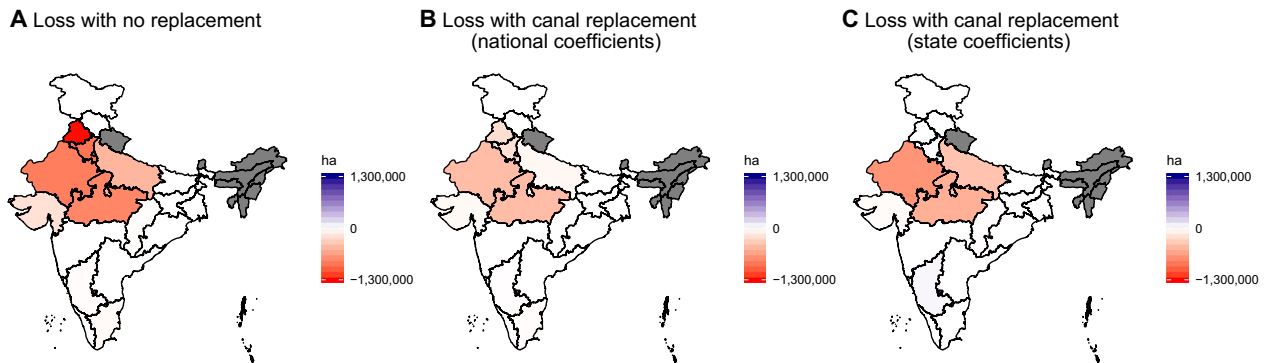 A Loss with no replacement
B Loss with canal replacement
(national coefficients)
C Loss with canal replacement
(state coefficients)
ha
1,300,000
0
−1,300,000
ha
1,300,000
0
−1,300,000
ha
1,300,000
0
−1,300,000